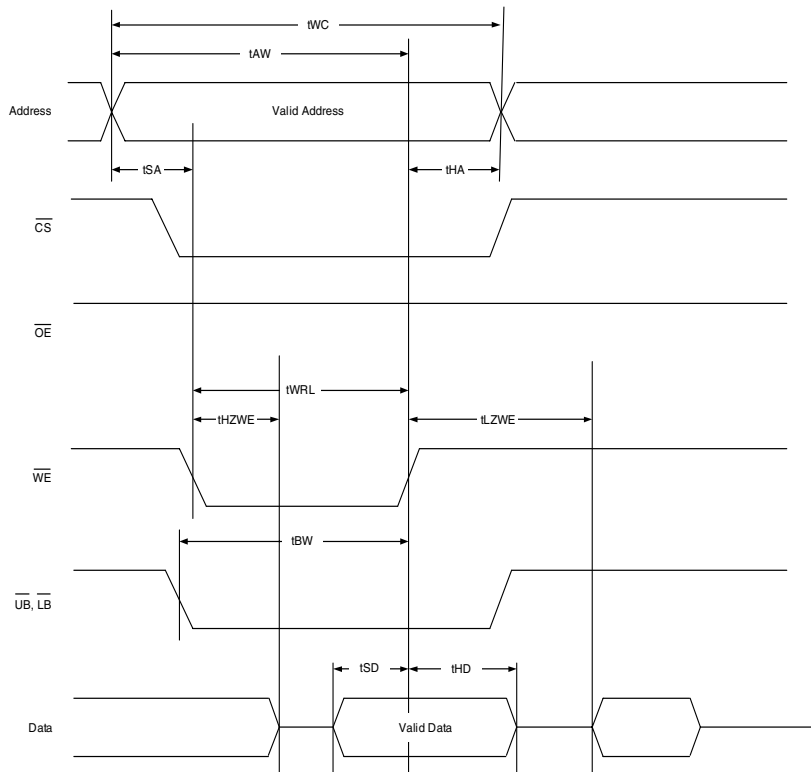 tWC
tAW
Address
Valid Address
tSA
tHA
CS
OE
tWRL
tHZWE
tLZWE
WE
tBW
UB, LB
tSD
tHD
Data
Valid Data